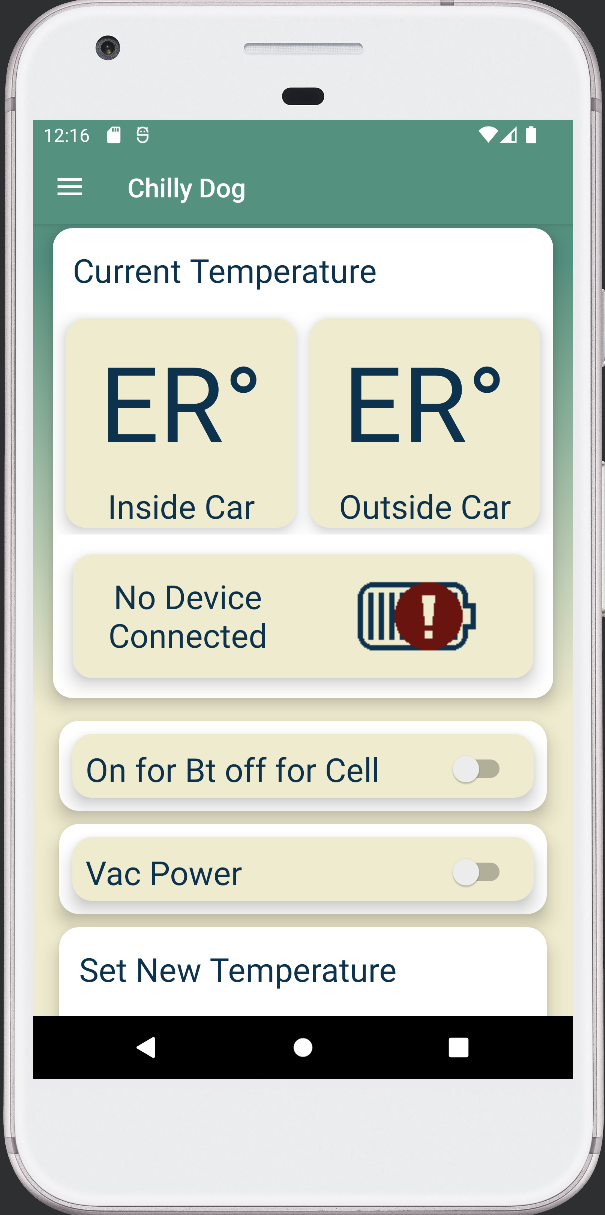 12:16
Chilly Dog
Current Temperature
ER° ER°
Inside Car Outside Car
No Device
Connected
On for Bt off for Cell
Vac Power
Set New Temperature